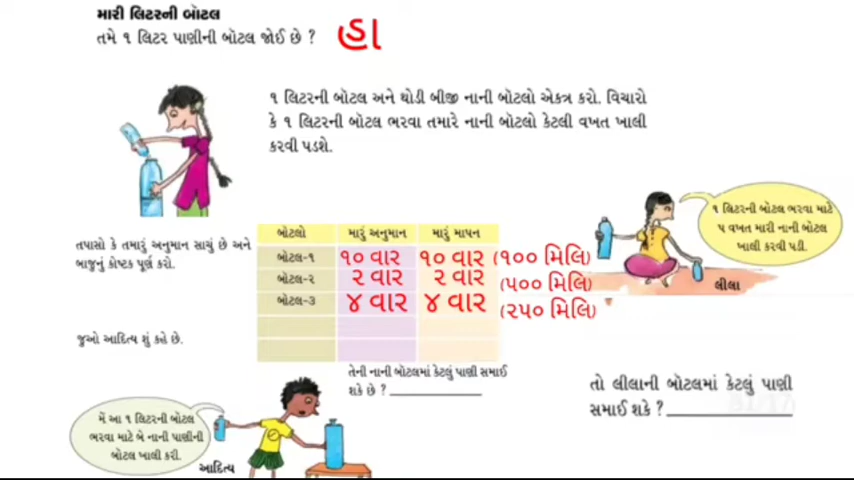 મારી લિટરની બૉટલ
તમે ૧ લિટર પાણીની બૉટલ જોઈ છે ? હા
૧ લિટરની બૉટલ અને થોડી બીજી નાની બૉટલો એકત્ર કરો. વિચારો
કે ૧ લિટરની બૉટલ ભરવા તમારે નાની બૉટલો કેટલી વખત ખાલી
કરવી પડશે.
૧ લિટરની બૉટલ ભરવા માટે
૫ વખત મારી નાની બૉટલ
ખાલી કરવી પડી.
લીલા
તપાસો કે તમારું અનુમાન સાચું છે અને
બાજુનું કોષ્ટક પૂર્ણ કરો.
બૉટલો મારું અનુમાન મારું માપન
બૉટલ-૧ ૧૦ વાર ૧૦ વાર (૧૦૦ મિલિ)
બૉટલ-૨ ૨ વાર ૨ વાર (૫૦૦ મિલિ)
બૉટલ-૩ ૪ વાર ૪ વાર (૨૫૦ મિલિ)
જુઓ આદિત્ય શું કહે છે.
તેની નાની બૉટલમાં કેટલું પાણી સમાઈ
શકે છે ? ____________
તો લીલાની બૉટલમાં કેટલું પાણી
સમાઈ શકે ? ____________
મેં આ ૧ લિટરની બૉટલ
ભરવા માટે બે નાની પાણીની
બૉટલ ખાલી કરી.
આદિત્ય